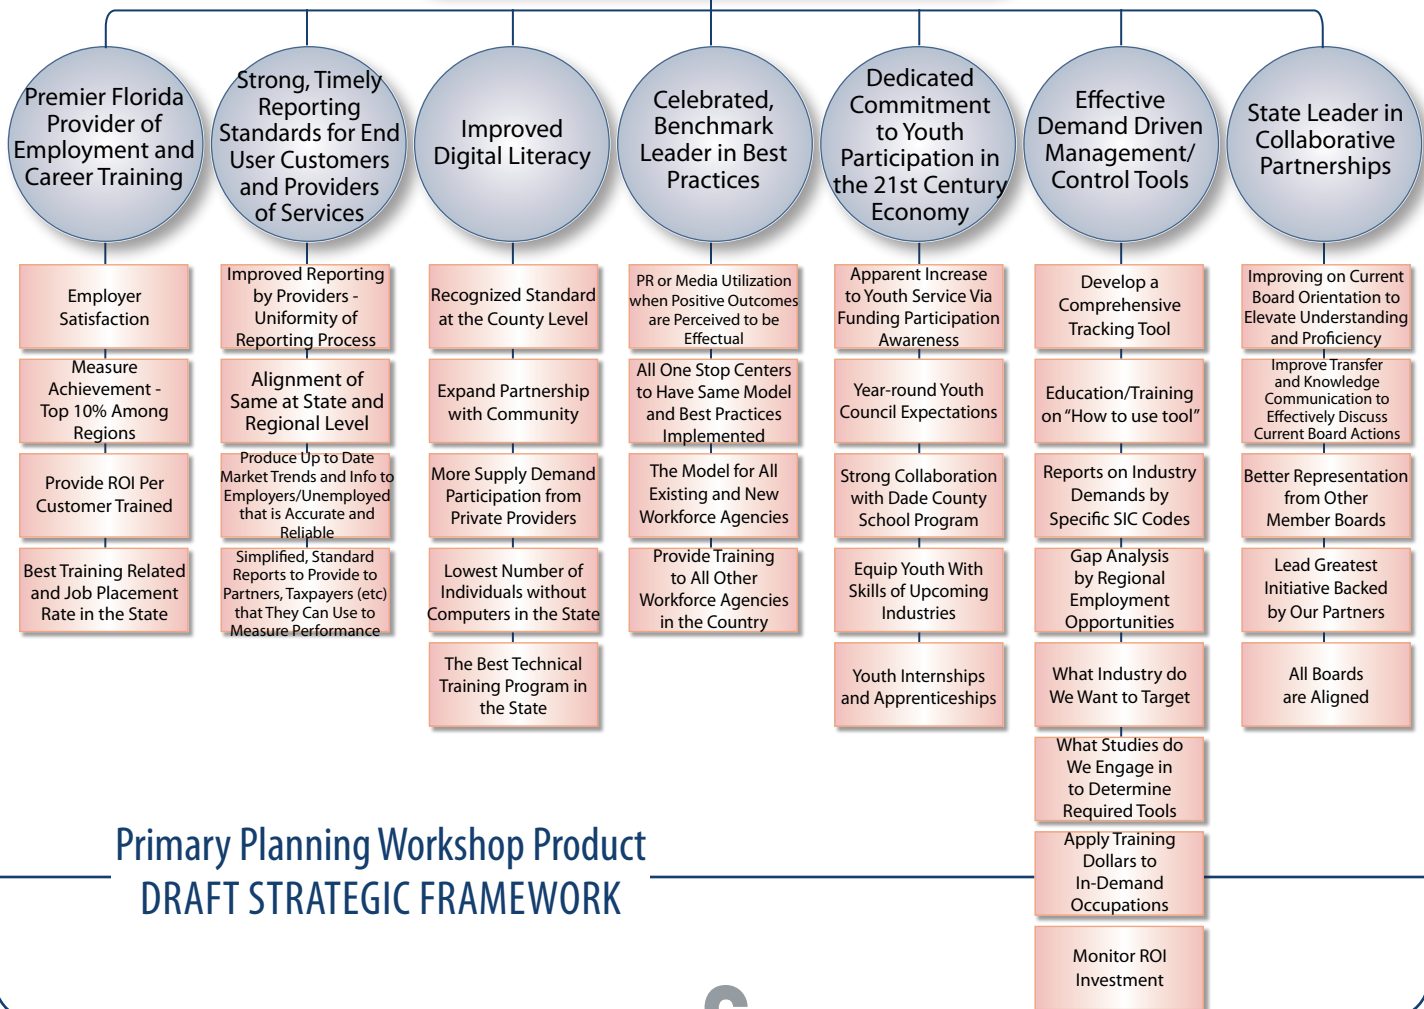 Premier Florida
Provider of
Employment and
Career Training
Employer
Satisfaction
Measure
Achievement -
Top 10% Among
Regions
Provide ROI Per
Customer Trained
Best Training Related
and Job Placement
Rate in the State
Strong, Timely
Reporting
Standards for End
User Customers
and Providers
of Services
Improved Reporting
by Providers -
Uniformity of
Reporting Process
Alignment of
Same at State and
Regional Level
Produce Up to Date
Market Trends and Info to
Employers/Unemployed
that is Accurate and
Reliable
Simplified, Standard
Reports to Provide to
Partners, Taxpayers (etc)
that They Can Use to
Measure Performance
Improved
Digital Literacy
Recognized Standard
at the County Level
Expand Partnership
with Community
More Supply Demand
Participation from
Private Providers
Lowest Number of
Individuals without
Computers in the State
The Best Technical
Training Program in
the State
Celebrated,
Benchmark
Leader in Best
Practices
PR or Media Utilization
when Positive Outcomes
are Perceived to be
Effectual
All One Stop Centers
to Have Same Model
and Best Practices
Implemented
The Model for All
Existing and New
Workforce Agencies
Provide Training
to All Other
Workforce Agencies
in the Country
Dedicated
Commitment
to Youth
Participation in
the 21st Century
Economy
Apparent Increase
to Youth Service Via
Funding Participation
Awareness
Year-round Youth
Council Expectations
Strong Collaboration
with Dade County
School Program
Equip Youth With
Skills of Upcoming
Industries
Youth Internships
and Apprenticeships
Effective
Demand Driven
Management/
Control Tools
Develop a
Comprehensive
Tracking Tool
Education/Training
on “How to use tool”
Reports on Industry
Demands by
Specific SIC Codes
Gap Analysis
by Regional
Employment
Opportunities
What Industry do
We Want to Target
What Studies do
We Engage in
to Determine
Required Tools
Apply Training
Dollars to
In-Demand
Occupations
Monitor ROI
Investment
State Leader in
Collaborative
Partnerships
Improving on Current
Board Orientation to
Elevate Understanding
and Proficiency
Improve Transfer
and Knowledge
Communication to
Effectively Discuss
Current Board Actions
Better Representation
from Other
Member Boards
Lead Greatest
Initiative Backed
by Our Partners
All Boards
are Aligned
Primary Planning Workshop Product
DRAFT STRATEGIC FRAMEWORK